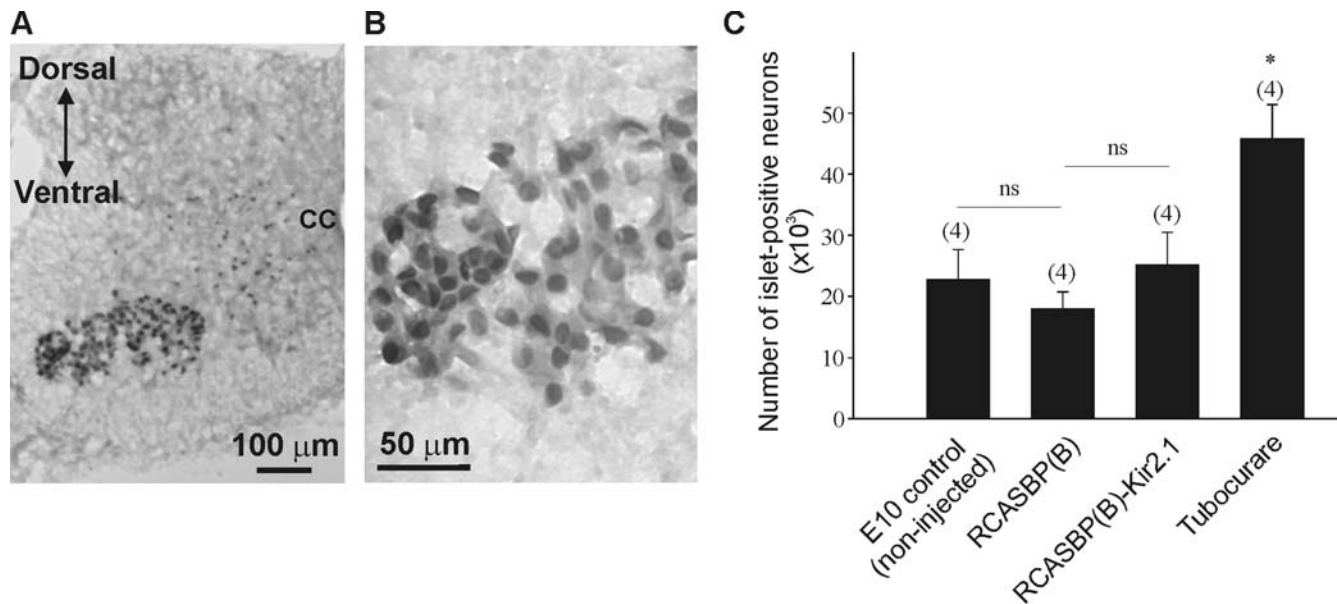 A
Dorsal
Ventral
CC
100 μm
B
50 μm
C
Number of islet-positive neurons
(x10³)
50
40
30
20
10
0
(4)
ns
(4)
ns
(4)
*
(4)
E10 control
(non-injected)
RCASBP(B)
RCASBP(B)-Kir2.1
Tubocurare